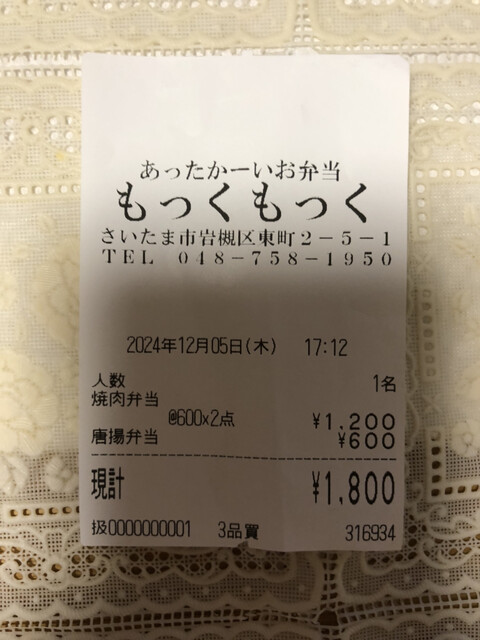 あったかーいお弁当
もっくもっく
さいたま市岩槻区東町2-5-1
TEL 048-758-1950
2024年12月05日(木) 17:12
人数 1名
焼肉弁当
@600x2点 ¥1,200
唐揚弁当 ¥600
現計 ¥1,800
扱0000000001 3品買 316934